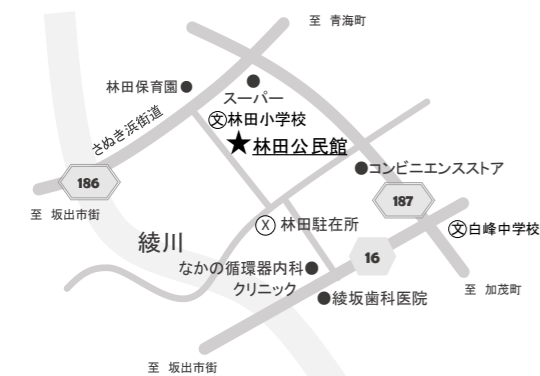 至 青海町
林田保育園
スーパー
さぬき浜街道
文林田小学校
★林田公民館
コンビニエンスストア
186
187
至 坂出市街
X 林田駐在所
文白峰中学校
綾川
16
なかの循環器内科
クリニック
至 加茂町
綾坂歯科医院
至 坂出市街